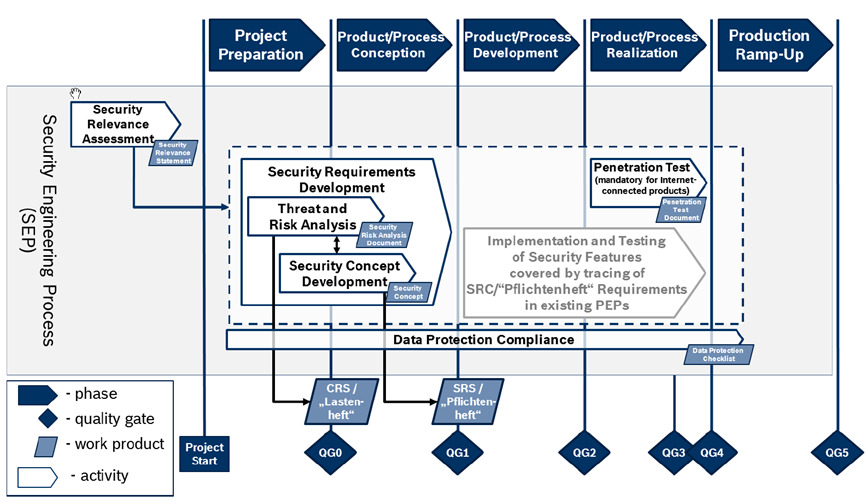 Project
Preparation
Product/Process
Conception
Product/Process
Development
Product/Process
Realization
Production
Ramp-Up
Security Engineering Process
(SEP)
Security
Relevance
Assessment
Security
Relevance
Statement
Security Requirements
Development
Threat and
Risk Analysis
Security
Risk Analysis
Document
Security Concept
Development
Security
Concept
Penetration Test
(mandatory for Internet-
connected products)
Penetration
Test
Document
Implementation and Testing
of Security Features
covered by tracing of
SRC/"Pflichtenheft“ Requirements
in existing PEPs
Data Protection Compliance
Data Protection
Checklist
CRS /
„Lasten-
heft“
SRS /
„Pflichten-
heft“
- phase
- quality gate
- work product
- activity
Project
Start
QG0
QG1
QG2
QG3
QG4
QG5